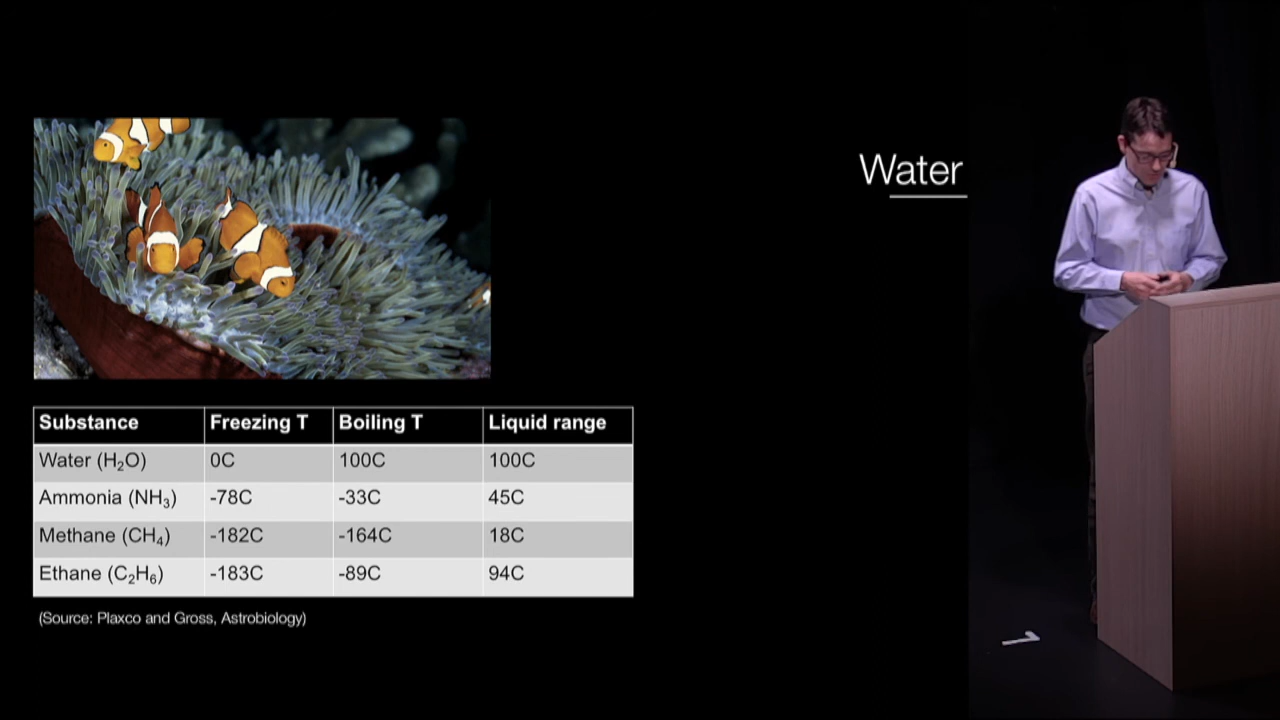 Water
Substance Freezing T Boiling T Liquid range
Water (H₂O) 0C 100C 100C
Ammonia (NH₃) -78C -33C 45C
Methane (CH₄) -182C -164C 18C
Ethane (C₂H₆) -183C -89C 94C
(Source: Plaxco and Gross, Astrobiology)